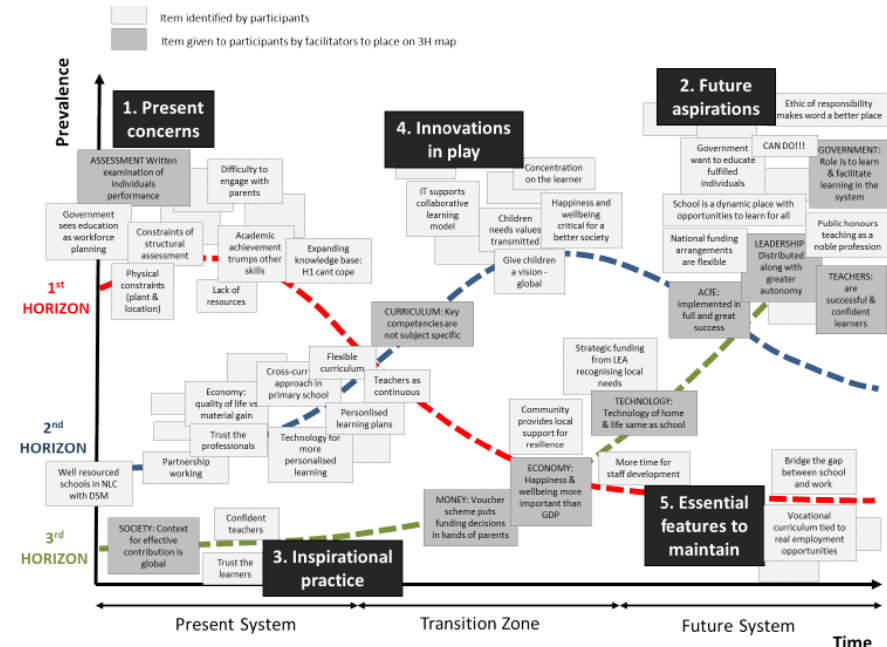 Item identified by participants
Item given to participants by facilitators to place on 3H map
Prevalence
1. Present
concerns
ASSESSMENT Written
examination of
individuals
performance
Difficulty to
engage with
parents
Government
sees education
as workforce
planning
Constraints of
structural
assessment
Academic
achievement
trumps other
skills
Expanding
knowledge base:
H1 cant cope
Physical
constraints
(plant &
location)
Lack of
resources
1st
HORIZON
4. Innovations
in play
Concentration
on the learner
IT supports
collaborative
learning
model
Children
needs values
transmitted
Happiness and
wellbeing
critical for a
better society
Give children
a vision -
global
2. Future
aspirations
Ethic of responsibility
makes word a better place
Government
want to educate
fulfilled
individuals
CAN DO!!!
GOVERNMENT:
Role is to learn
& facilitate
learning in the
system
School is a dynamic place with
opportunities to learn for all
Public honours
teaching as a
noble profession
National funding
arrangements
are flexible
LEADERSHIP
Distributed
along with
greater
autonomy
TEACHERS:
are
successful &
confident
learners
ACfE:
implemented in
full and great
success
CURRICULUM: Key
competencies are
not subject specific
Flexible
curriculum
Cross-curr
approach in
primary school
Teachers as
continuous
Economy:
quality of life vs
material gain
Personalised
learning plans
Trust the
professionals
Technology for
more
personalised
learning
2nd
HORIZON
Partnership
working
Well resourced
schools in NLC
with DSM
Strategic funding
from LEA
recognising local
needs
TECHNOLOGY:
Technology of home
& life same as school
Community
provides local
support for
resilience
More time for
staff development
ECONOMY:
Happiness &
wellbeing more
important than
GDP
MONEY: Voucher
scheme puts
funding decisions
in hands of parents
5. Essential
features to
maintain
Bridge the gap
between school
and work
Vocational
curriculum tied to
real employment
opportunities
3rd
HORIZON
SOCIETY: Context
for effective
contribution is
global
Confident
teachers
Trust the
learners
3. Inspirational
practice
Present System
Transition Zone
Future System
Time